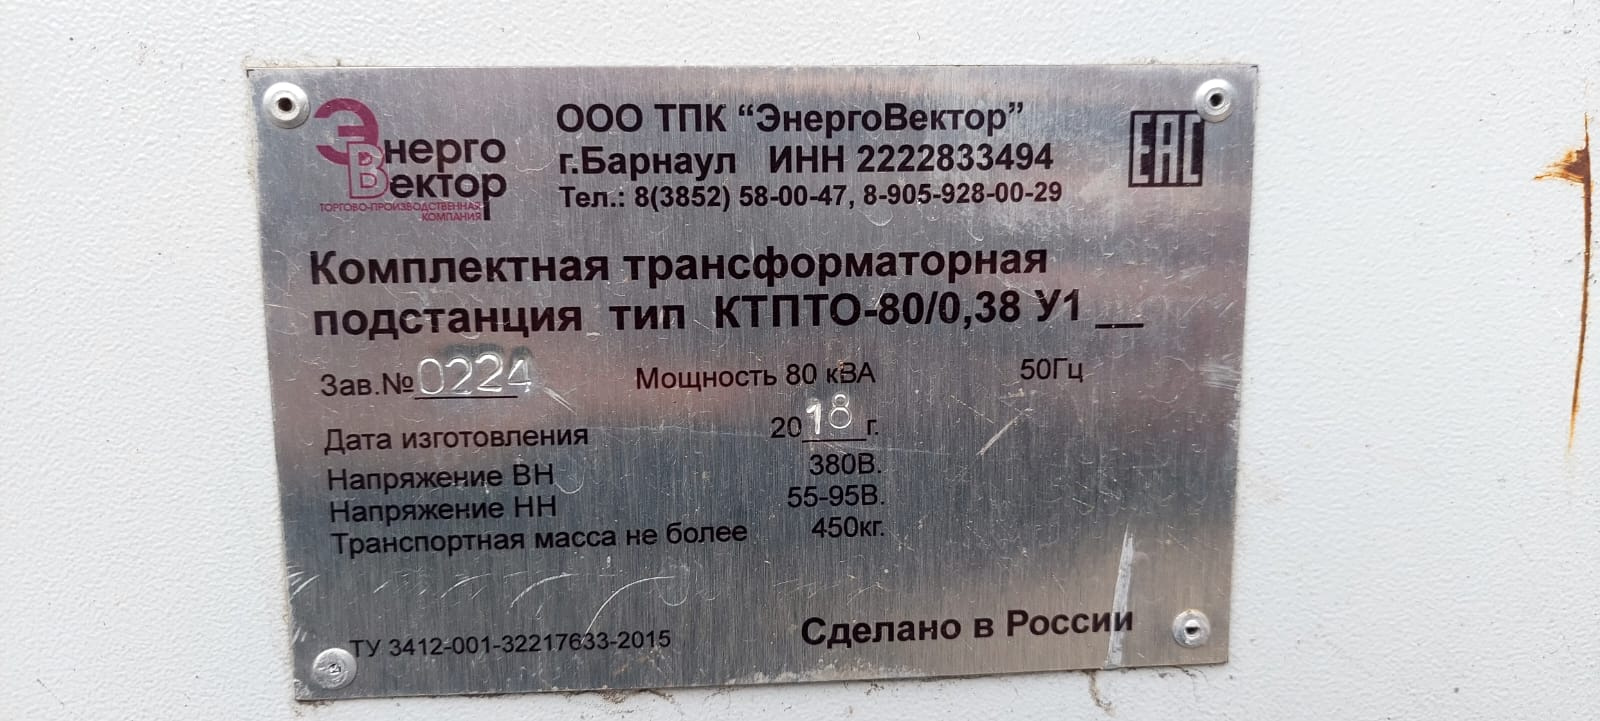 Энерго
Вектор
ТОРГОВО-ПРОИЗВОДСТВЕННАЯ
КОМПАНИЯ
ООО ТПК “ЭнергоВектор”
г.Барнаул ИНН 2222833494
Тел.: 8(3852) 58-00-47, 8-905-928-00-29
EAC
Комплектная трансформаторная
подстанция тип КТПТО-80/0,38 У1 __
Зав.№ 0224 Мощность 80 кВА 50Гц
Дата изготовления 2018 г.
Напряжение ВН 380В.
Напряжение НН 55-95В.
Транспортная масса не более 450кг.
ТУ 3412-001-32217633-2015
Сделано в России